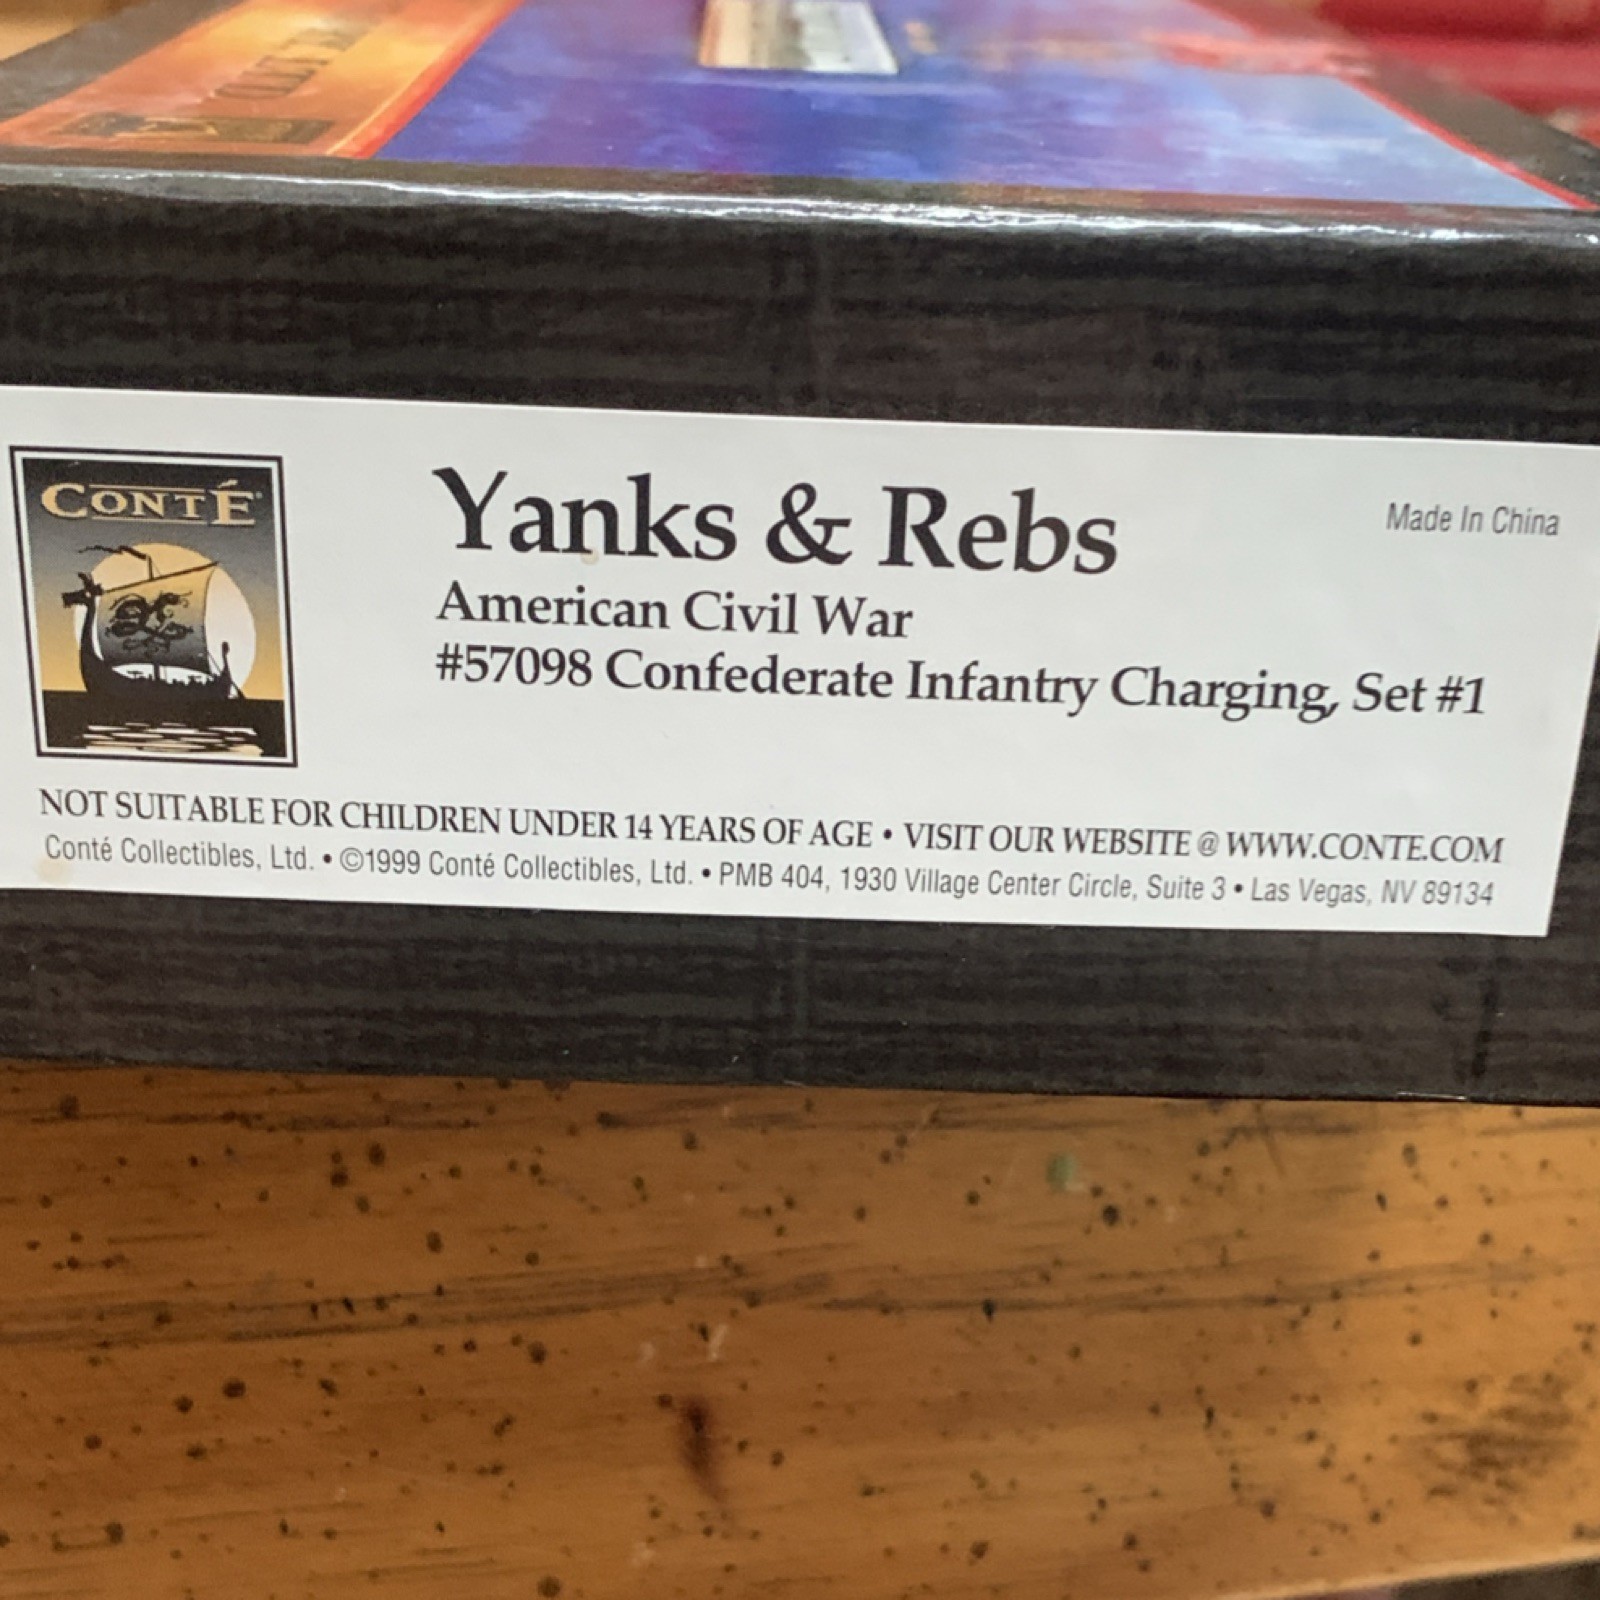 CONTÉ
Yanks & Rebs
Made In China
American Civil War
#57098 Confederate Infantry Charging, Set #1
NOT SUITABLE FOR CHILDREN UNDER 14 YEARS OF AGE • VISIT OUR WEBSITE @ WWW.CONTE.COM
Conté Collectibles, Ltd. • ©1999 Conté Collectibles, Ltd. • PMB 404, 1930 Village Center Circle, Suite 3 • Las Vegas, NV 89134